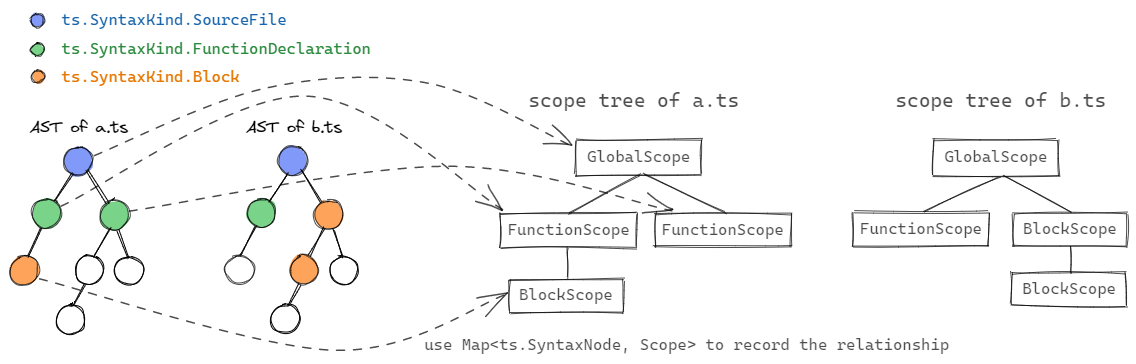 ts.SyntaxKind.SourceFile
ts.SyntaxKind.FunctionDeclaration
ts.SyntaxKind.Block
AST of a.ts
AST of b.ts
scope tree of a.ts
GlobalScope
FunctionScope
FunctionScope
BlockScope
scope tree of b.ts
GlobalScope
FunctionScope
BlockScope
BlockScope
use Map<ts.SyntaxNode, Scope> to record the relationship